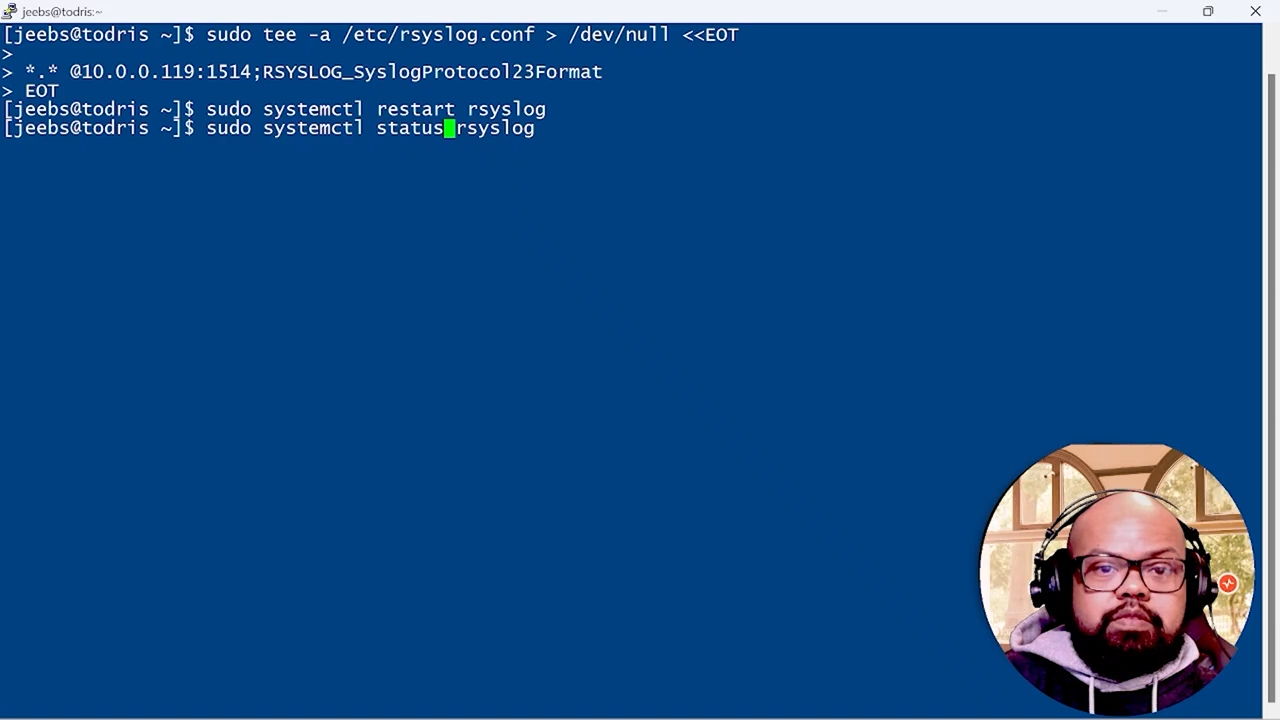 jeebs@todris:~
[jeebs@todris ~]$ sudo tee -a /etc/rsyslog.conf > /dev/null <<EOT
>
> *.* @10.0.0.119:1514;RSYSLOG_SyslogProtocol23Format
> EOT
[jeebs@todris ~]$ sudo systemctl restart rsyslog
[jeebs@todris ~]$ sudo systemctl status rsyslog